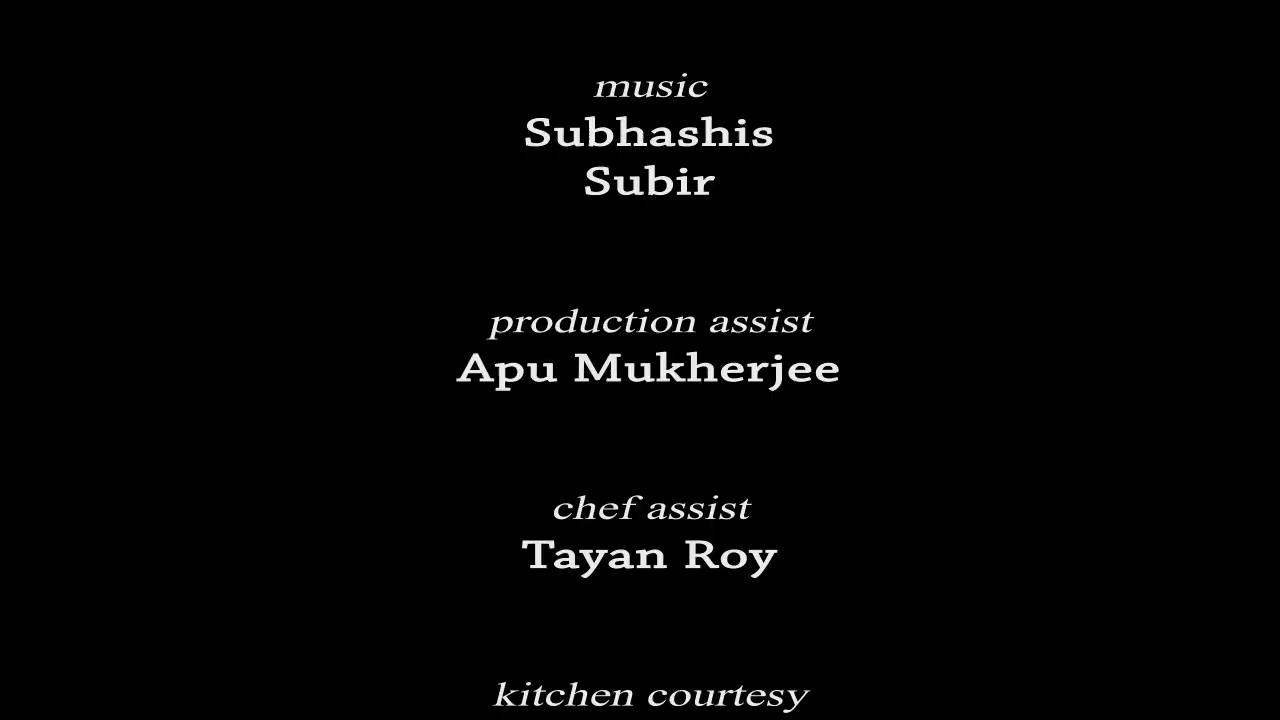 music
Subhashis
Subir
production assist
Apu Mukherjee
chef assist
Tayan Roy
kitchen courtesy